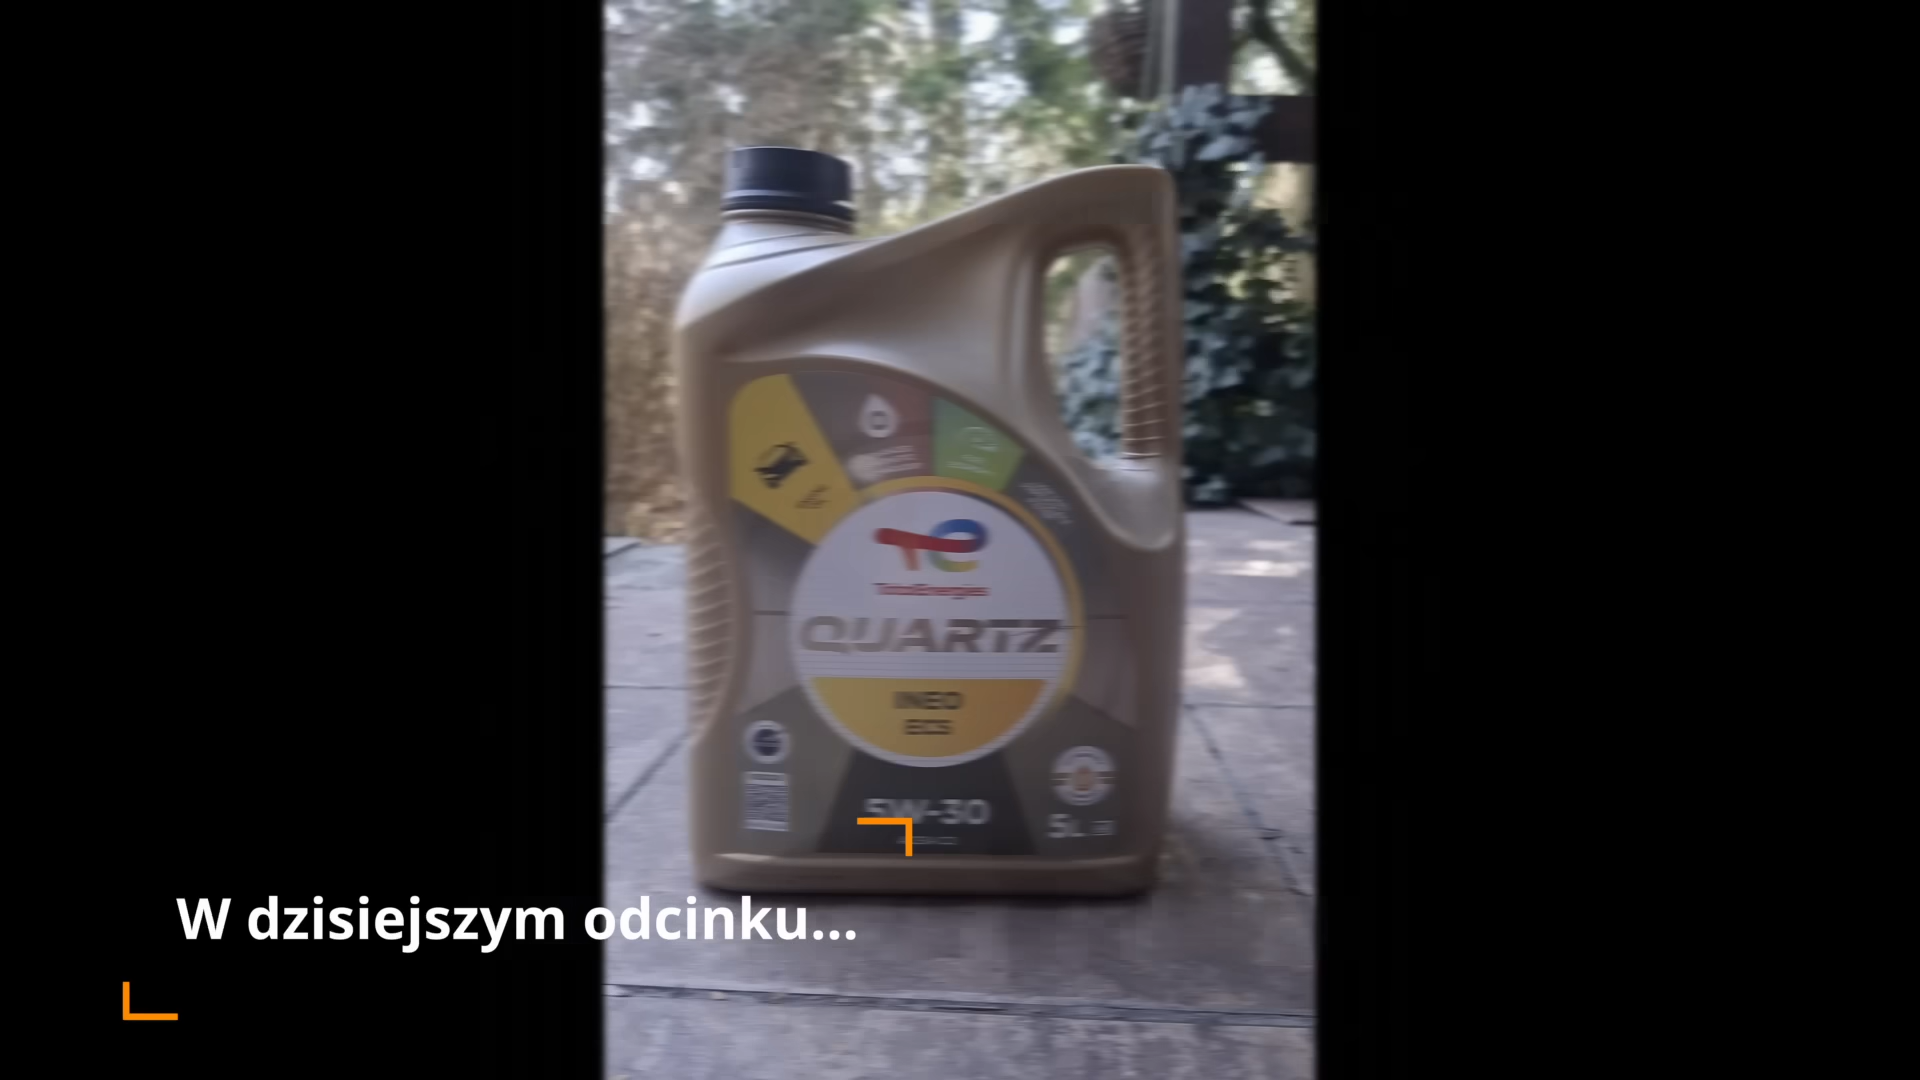 TotalEnergies
QUARTZ
INEO
ECS
5W-30
5L
W dzisiejszym odcinku...